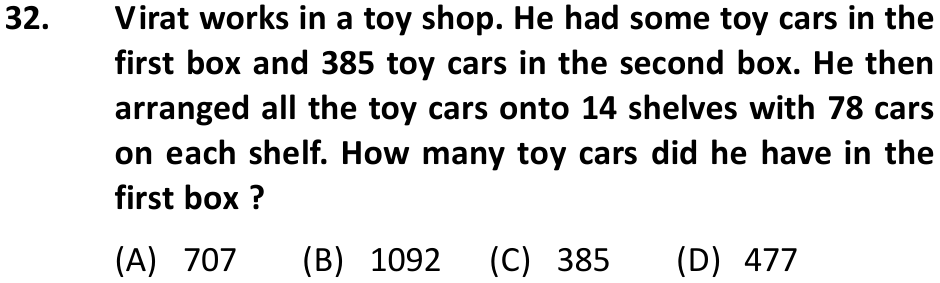 32. Virat works in a toy shop. He had some toy cars in the
first box and 385 toy cars in the second box. He then
arranged all the toy cars onto 14 shelves with 78 cars
on each shelf. How many toy cars did he have in the
first box ?
(A) 707 (B) 1092 (C) 385 (D) 477